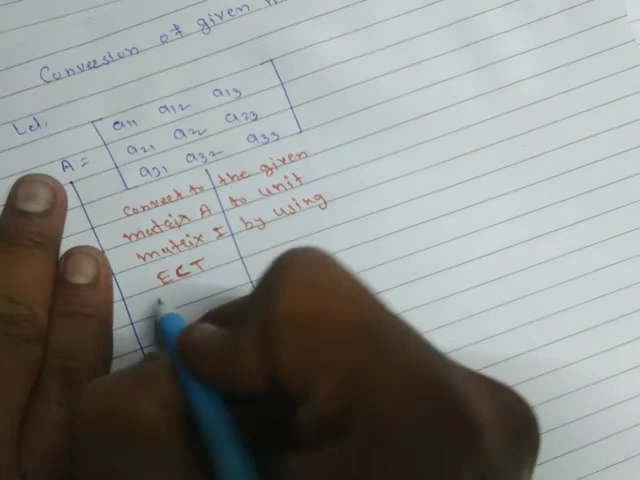 Conversion of given
Let.
A = a11 a12 a13
a21 a22 a23
a31 a32 a33
convert to the given
matrix A to unit
matrix I by using
ECT